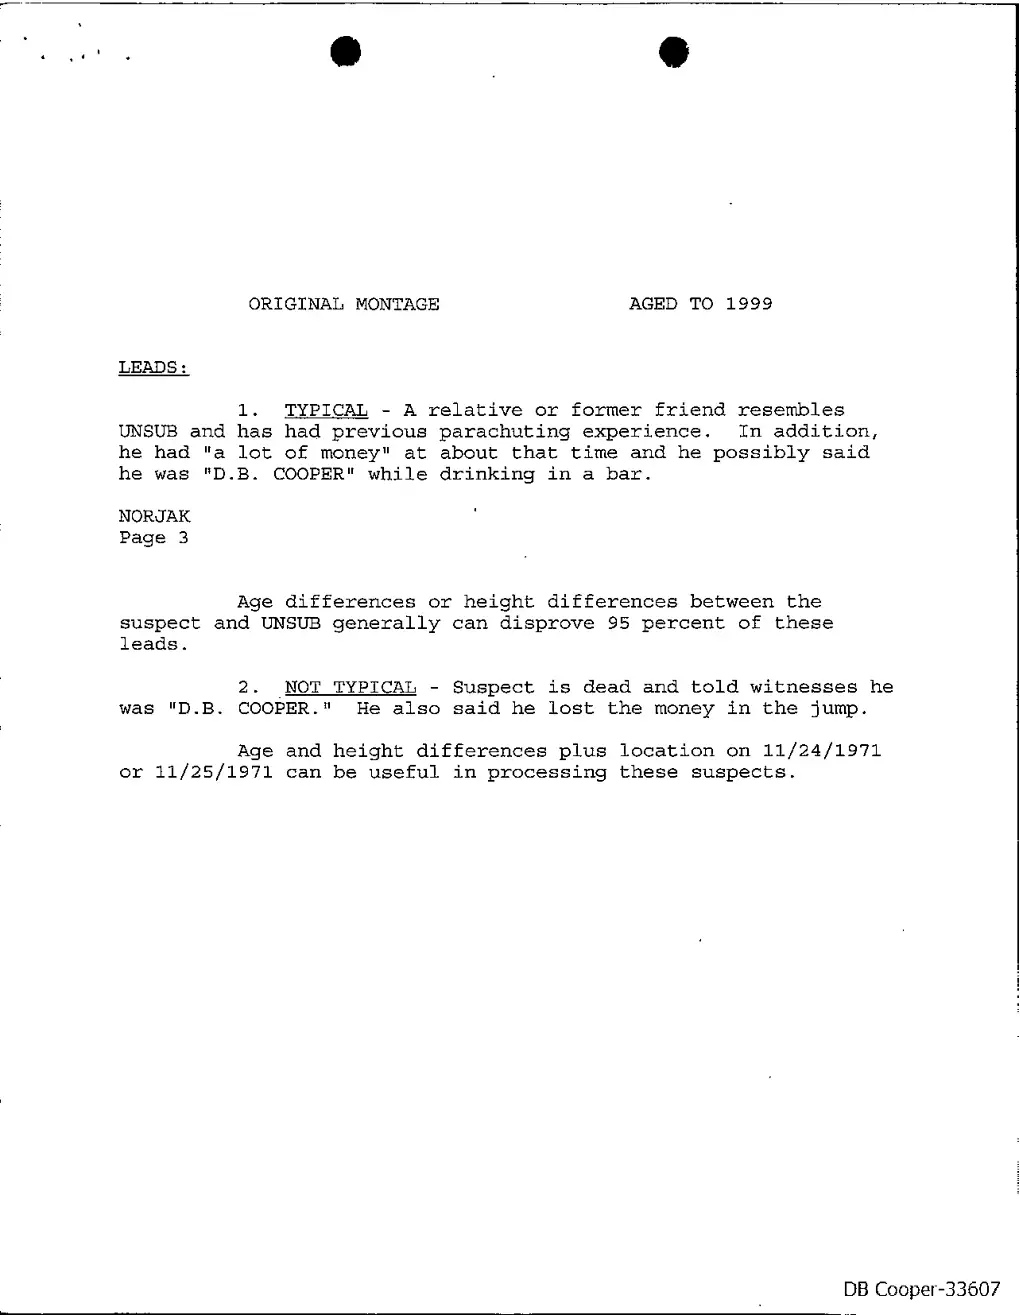 ORIGINAL MONTAGE AGED TO 1999
LEADS:
1. TYPICAL - A relative or former friend resembles
UNSUB and has had previous parachuting experience. In addition,
he had "a lot of money" at about that time and he possibly said
he was "D.B. COOPER" while drinking in a bar.
NORJAK
Page 3
Age differences or height differences between the
suspect and UNSUB generally can disprove 95 percent of these
leads.
2. NOT TYPICAL - Suspect is dead and told witnesses he
was "D.B. COOPER." He also said he lost the money in the jump.
Age and height differences plus location on 11/24/1971
or 11/25/1971 can be useful in processing these suspects.
DB Cooper-33607